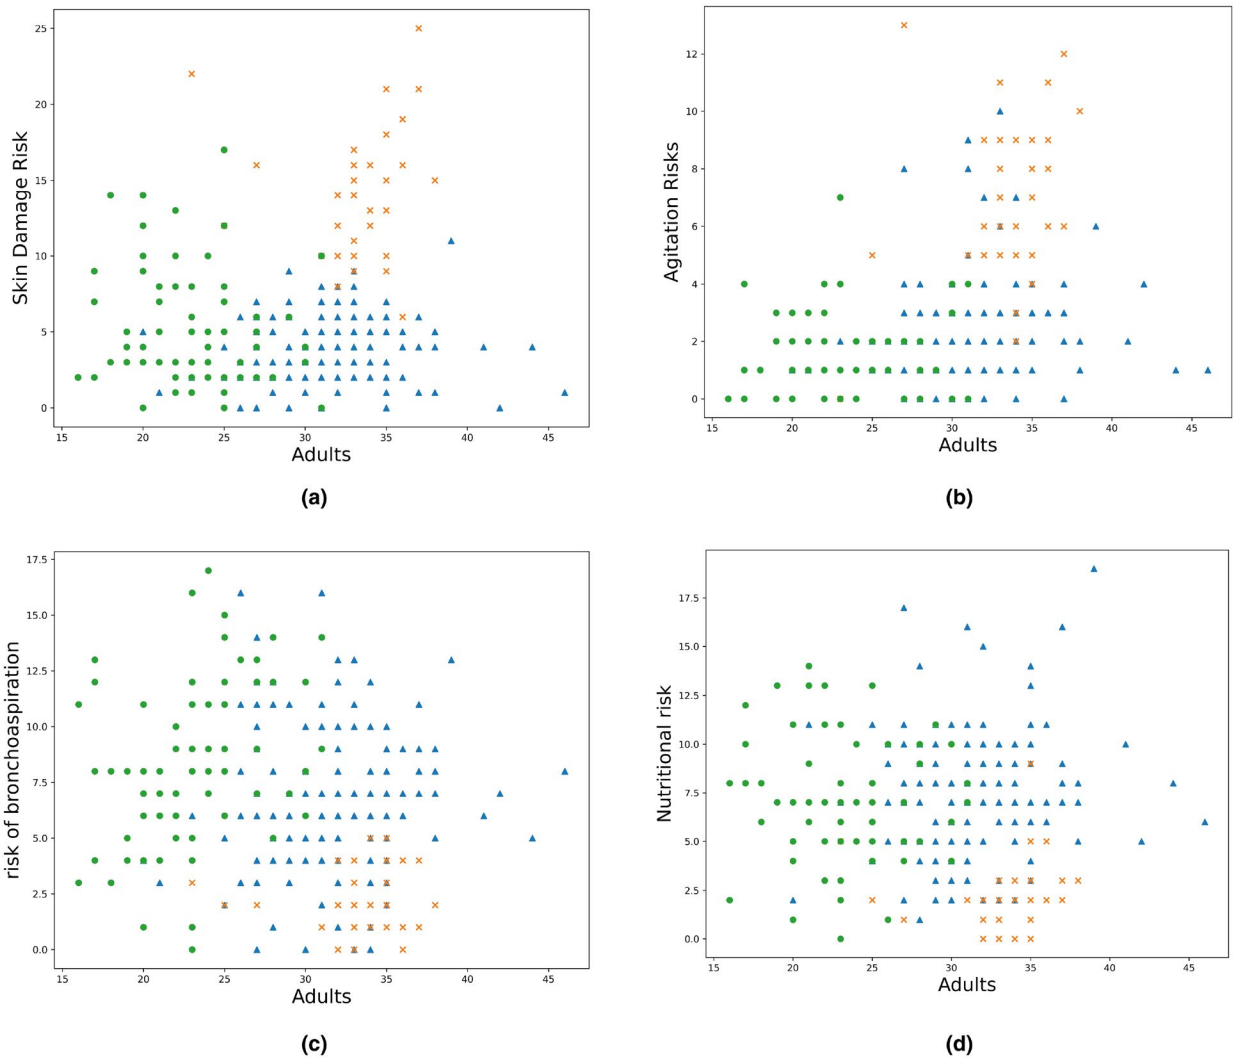 25
20
15
10
5
0
Skin Damage Risk
15 20 25 30 35 40 45
Adults
(a)
12
10
8
6
4
2
0
Agitation Risks
15 20 25 30 35 40 45
Adults
(b)
17.5
15.0
12.5
10.0
7.5
5.0
2.5
0.0
risk of bronchoaspiration
15 20 25 30 35 40 45
Adults
(c)
17.5
15.0
12.5
10.0
7.5
5.0
2.5
0.0
Nutritional risk
15 20 25 30 35 40 45
Adults
(d)